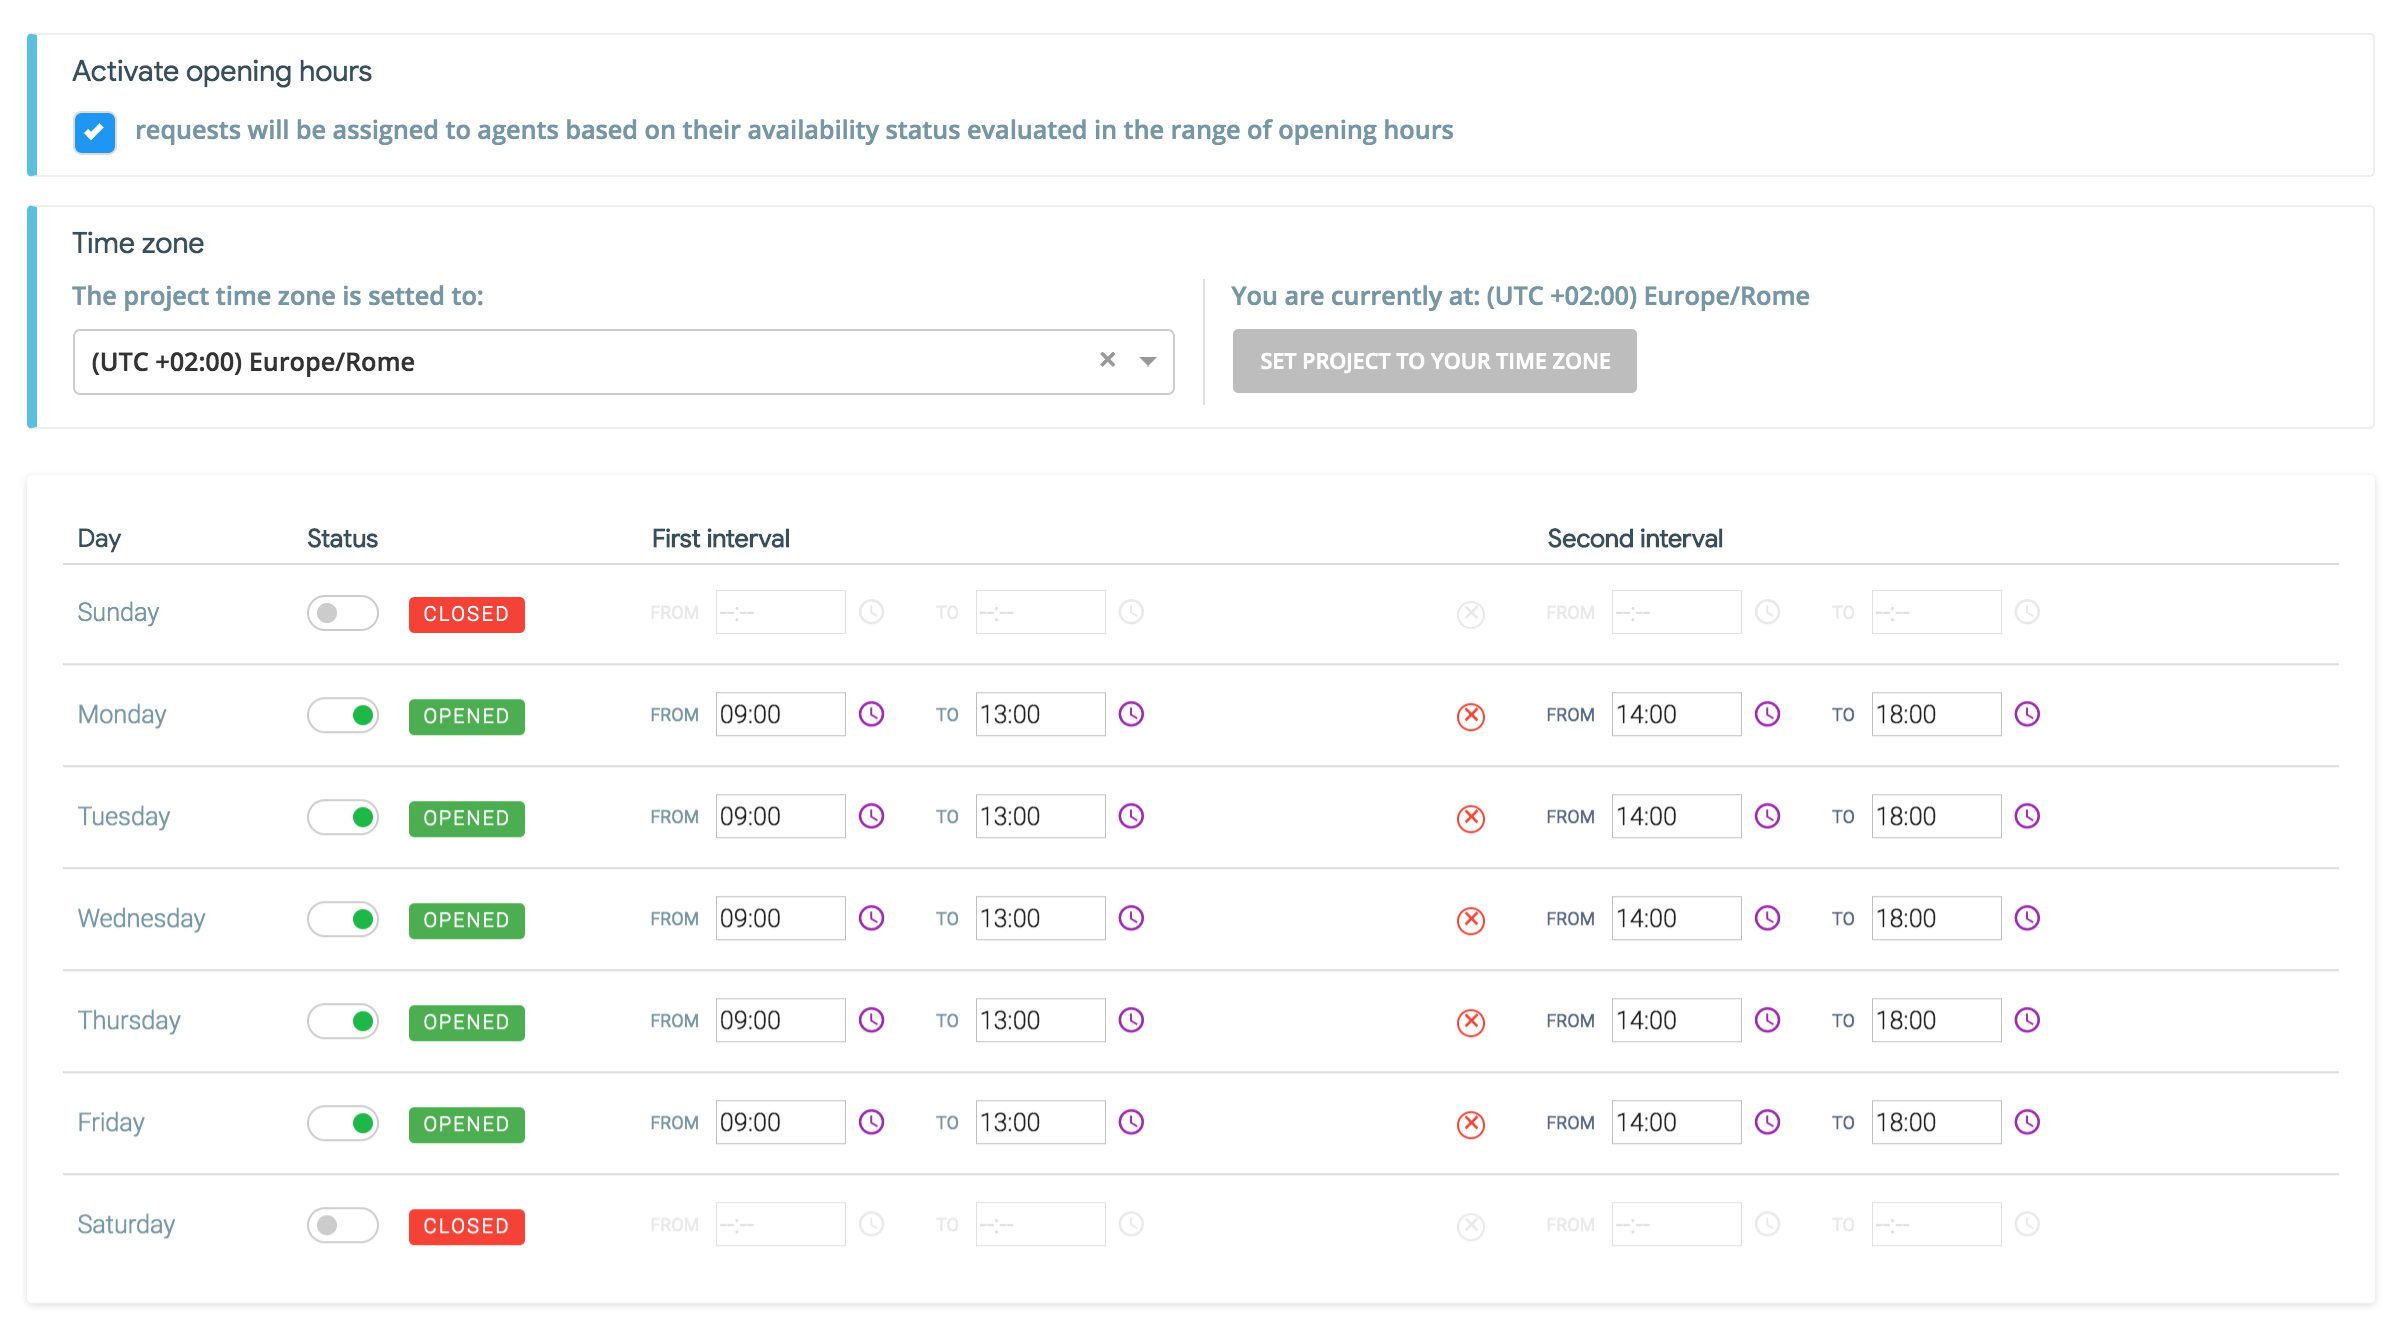 Activate opening hours
requests will be assigned to agents based on their availability status evaluated in the range of opening hours
Time zone
The project time zone is setted to:
You are currently at: (UTC +02:00) Europe/Rome
(UTC +02:00) Europe/Rome
SET PROJECT TO YOUR TIME ZONE
Day Status First interval Second interval
Sunday CLOSED FROM --:-- TO --:-- FROM --:-- TO --:--
Monday OPENED FROM 09:00 TO 13:00 FROM 14:00 TO 18:00
Tuesday OPENED FROM 09:00 TO 13:00 FROM 14:00 TO 18:00
Wednesday OPENED FROM 09:00 TO 13:00 FROM 14:00 TO 18:00
Thursday OPENED FROM 09:00 TO 13:00 FROM 14:00 TO 18:00
Friday OPENED FROM 09:00 TO 13:00 FROM 14:00 TO 18:00
Saturday CLOSED FROM --:-- TO --:-- FROM --:-- TO --:--